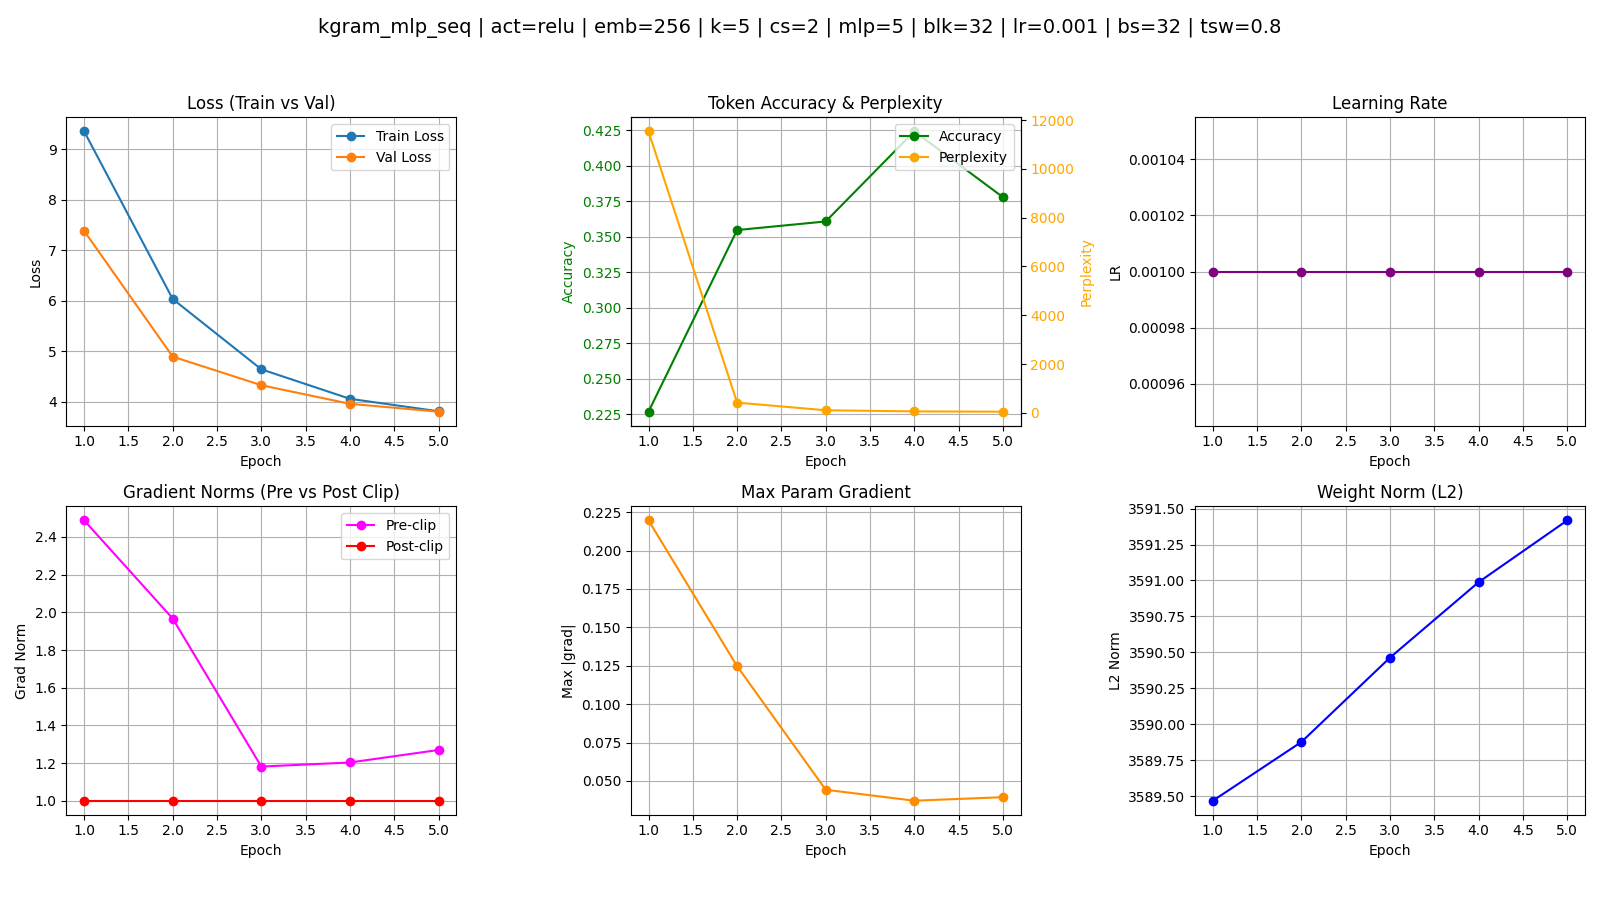 kgram_mlp_seq | act=relu | emb=256 | k=5 | cs=2 | mlp=5 | blk=32 | lr=0.001 | bs=32 | tsw=0.8
Loss (Train vs Val)
Train Loss
Val Loss
Loss
9
8
7
6
5
4
1.0 1.5 2.0 2.5 3.0 3.5 4.0 4.5 5.0
Epoch
Token Accuracy & Perplexity
Accuracy
Perplexity
Accuracy
0.425
0.400
0.375
0.350
0.325
0.300
0.275
0.250
0.225
12000
10000
8000
6000
4000
2000
0
Perplexity
1.0 1.5 2.0 2.5 3.0 3.5 4.0 4.5 5.0
Epoch
Learning Rate
LR
0.00104
0.00102
0.00100
0.00098
0.00096
1.0 1.5 2.0 2.5 3.0 3.5 4.0 4.5 5.0
Epoch
Gradient Norms (Pre vs Post Clip)
Pre-clip
Post-clip
Grad Norm
2.4
2.2
2.0
1.8
1.6
1.4
1.2
1.0
1.0 1.5 2.0 2.5 3.0 3.5 4.0 4.5 5.0
Epoch
Max Param Gradient
Max |grad|
0.225
0.200
0.175
0.150
0.125
0.100
0.075
0.050
1.0 1.5 2.0 2.5 3.0 3.5 4.0 4.5 5.0
Epoch
Weight Norm (L2)
L2 Norm
3591.50
3591.25
3591.00
3590.75
3590.50
3590.25
3590.00
3589.75
3589.50
1.0 1.5 2.0 2.5 3.0 3.5 4.0 4.5 5.0
Epoch